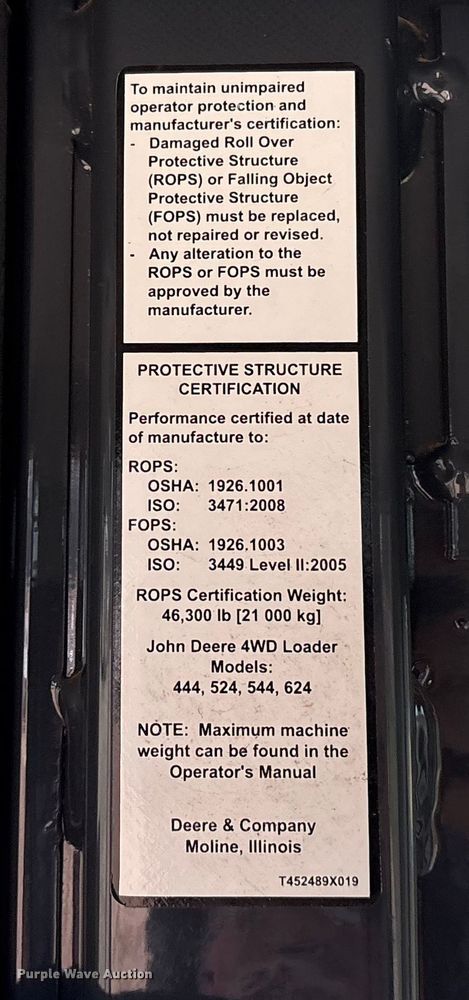 To maintain unimpaired
operator protection and
manufacturer's certification:
- Damaged Roll Over
Protective Structure
(ROPS) or Falling Object
Protective Structure
(FOPS) must be replaced,
not repaired or revised.
- Any alteration to the
ROPS or FOPS must be
approved by the
manufacturer.
PROTECTIVE STRUCTURE
CERTIFICATION
Performance certified at date
of manufacture to:
ROPS:
OSHA: 1926.1001
ISO: 3471:2008
FOPS:
OSHA: 1926.1003
ISO: 3449 Level II:2005
ROPS Certification Weight:
46,300 lb [21 000 kg]
John Deere 4WD Loader
Models:
444, 524, 544, 624
NOTE: Maximum machine
weight can be found in the
Operator's Manual
Deere & Company
Moline, Illinois
T452489X019
Purple Wave Auction